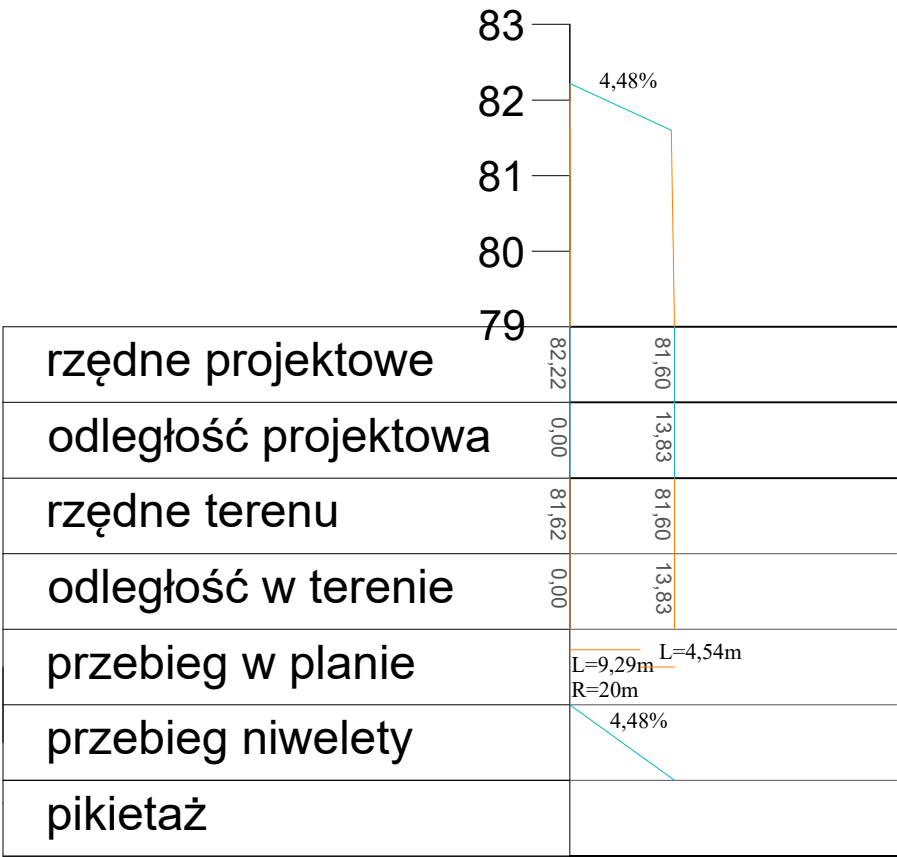 83
82
4,48%
81
80
79
rzędne projektowe 82,22 81,60
odległość projektowa 0,00 13,83
rzędne terenu 81,62 81,60
odległość w terenie 0,00 13,83
przebieg w planie L=9,29m L=4,54m
R=20m
przebieg niwelety 4,48%
pikietaż